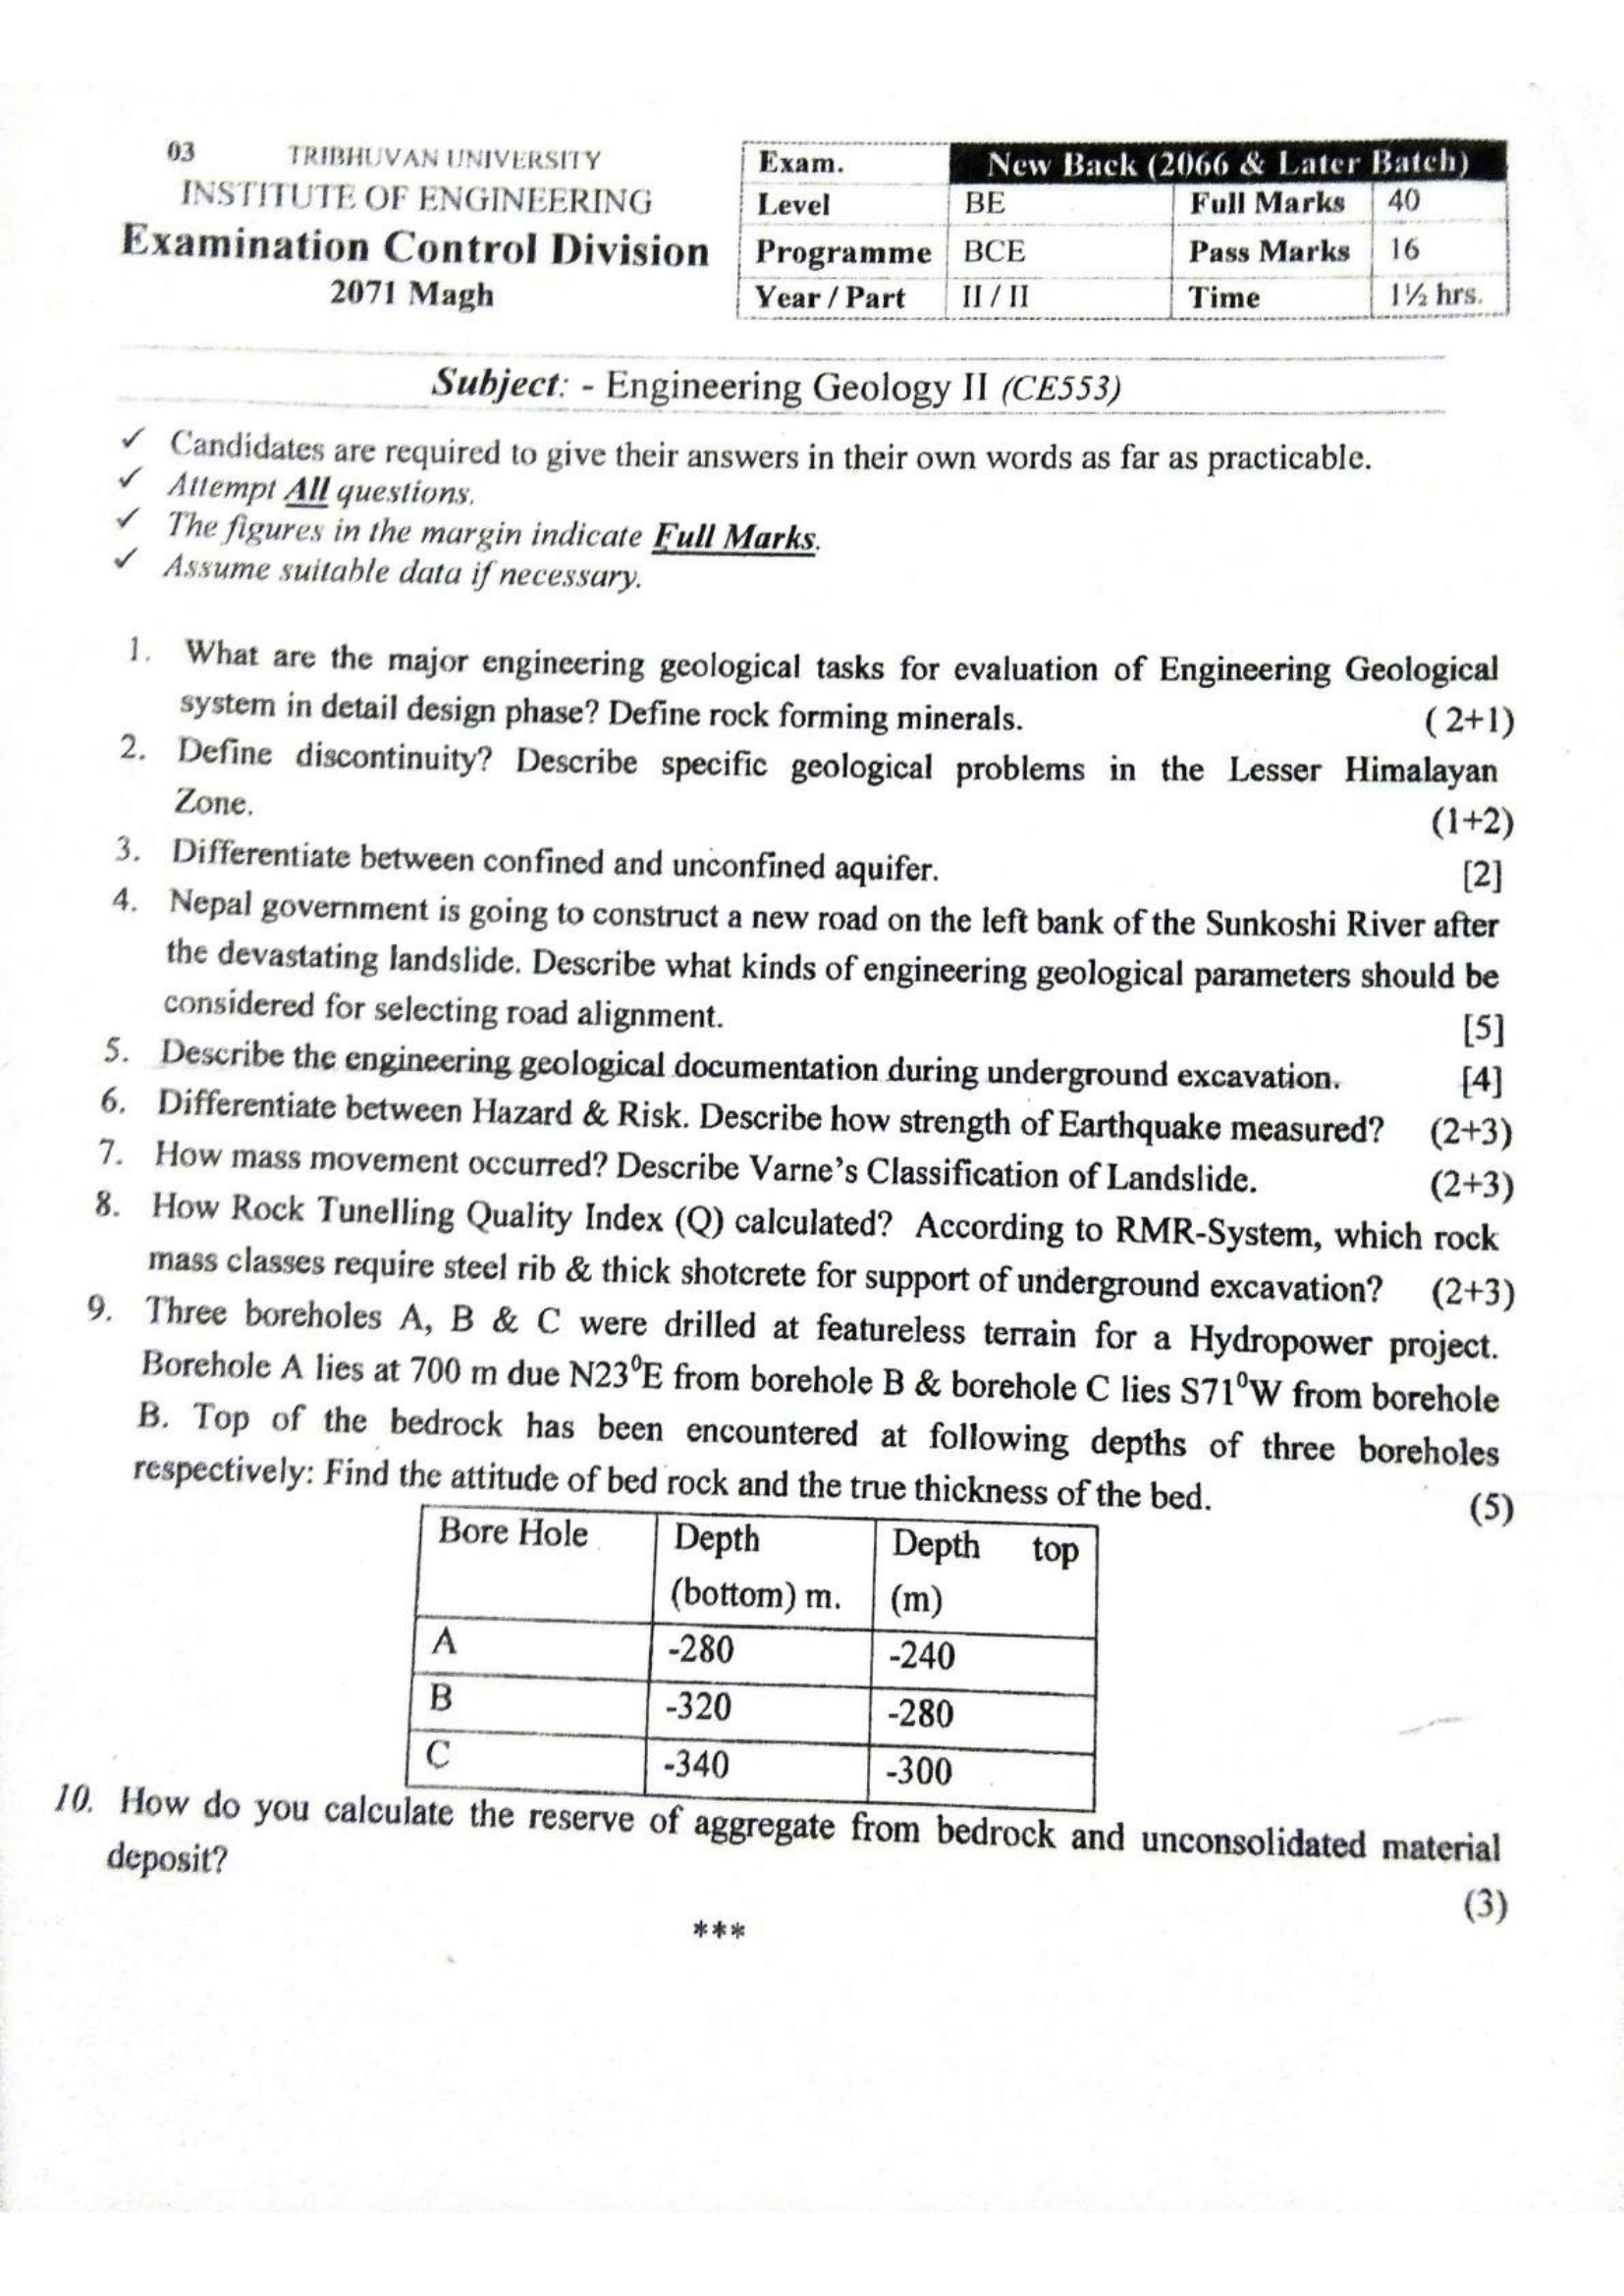 03 TRIBHUVAN UNIVERSITY
INSTITUTE OF ENGINEERING
Examination Control Division
2071 Magh
Exam. New Back (2066 & Later Batch)
Level BE Full Marks 40
Programme BCE Pass Marks 16
Year / Part II / II Time 1½ hrs.
Subject: - Engineering Geology II (CE553)
✓ Candidates are required to give their answers in their own words as far as practicable.
✓ Attempt All questions.
✓ The figures in the margin indicate Full Marks.
✓ Assume suitable data if necessary.
1. What are the major engineering geological tasks for evaluation of Engineering Geological
system in detail design phase? Define rock forming minerals. ( 2+1)
2. Define discontinuity? Describe specific geological problems in the Lesser Himalayan
Zone. (1+2)
3. Differentiate between confined and unconfined aquifer. [2]
4. Nepal government is going to construct a new road on the left bank of the Sunkoshi River after
the devastating landslide. Describe what kinds of engineering geological parameters should be
considered for selecting road alignment. [5]
5. Describe the engineering geological documentation during underground excavation. [4]
6. Differentiate between Hazard & Risk. Describe how strength of Earthquake measured? (2+3)
7. How mass movement occurred? Describe Varne's Classification of Landslide. (2+3)
8. How Rock Tunelling Quality Index (Q) calculated? According to RMR-System, which rock
mass classes require steel rib & thick shotcrete for support of underground excavation? (2+3)
9. Three boreholes A, B & C were drilled at featureless terrain for a Hydropower project.
Borehole A lies at 700 m due N23⁰E from borehole B & borehole C lies S71⁰W from borehole
B. Top of the bedrock has been encountered at following depths of three boreholes
respectively: Find the attitude of bed rock and the true thickness of the bed. (5)
Bore Hole Depth Depth top
(bottom) m. (m)
A -280 -240
B -320 -280
C -340 -300
10. How do you calculate the reserve of aggregate from bedrock and unconsolidated material
deposit?
(3)
***